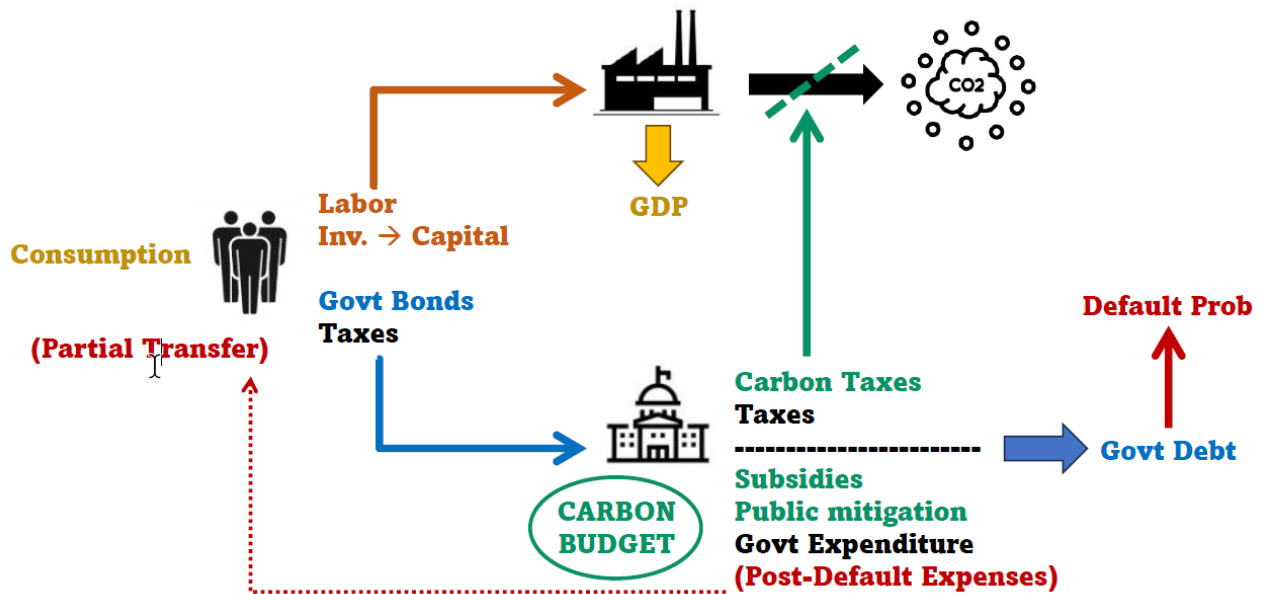 CO2
GDP
Labor
Inv. → Capital
Consumption
Govt Bonds
Taxes
(Partial Transfer)
Default Prob
Carbon Taxes
Taxes
------------------------
Govt Debt
Subsidies
Public mitigation
Govt Expenditure
(Post-Default Expenses)
CARBON
BUDGET